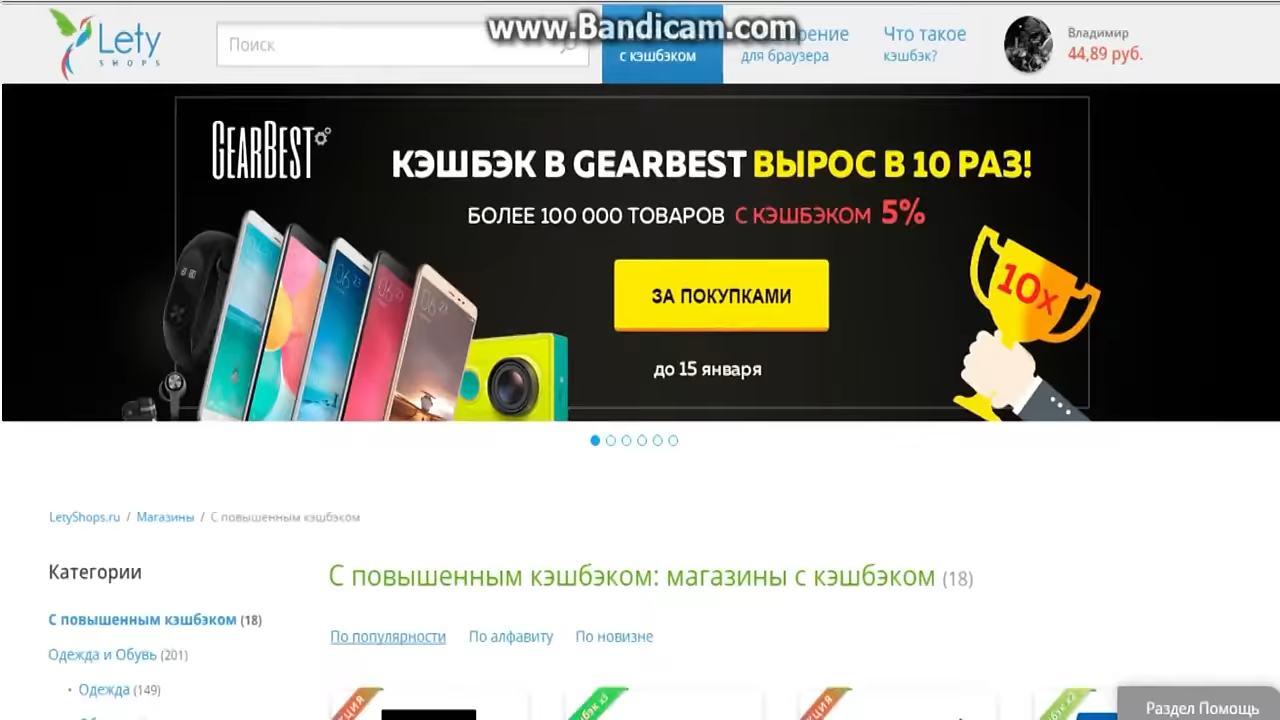 www.Bandicam.com
Lety
SHOPS
Поиск
с кэшбэком
рение
для браузера
Что такое
кэшбэк?
Владимир
44,89 руб.
GEARBEST
КЭШБЭК В GEARBEST ВЫРОС В 10 РАЗ!
БОЛЕЕ 100 000 ТОВАРОВ С КЭШБЭКОМ 5%
ЗА ПОКУПКАМИ
до 15 января
10x
LetyShops.ru / Магазины / С повышенным кэшбэком
Категории
С повышенным кэшбэком (18)
Одежда и Обувь (201)
Одежда (149)
С повышенным кэшбэком: магазины с кэшбэком (18)
По популярности По алфавиту По новизне
Раздел Помощь